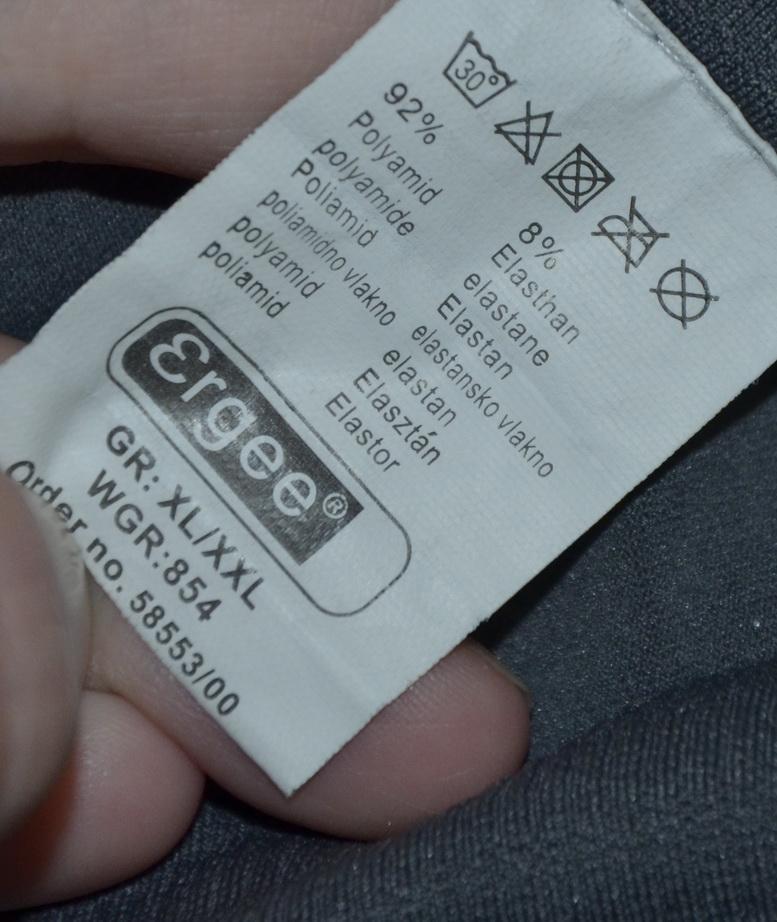 30°
92%
Polyamid
polyamide
Poliamid
poliamidno vlakno
polyamid
poliamid
8%
Elasthan
elastane
Elastan
elastansko vlakno
elastan
Elasztán
Elastor
Ergee®
GR: XL/XXL
WGR:854
Order no. 58553/00